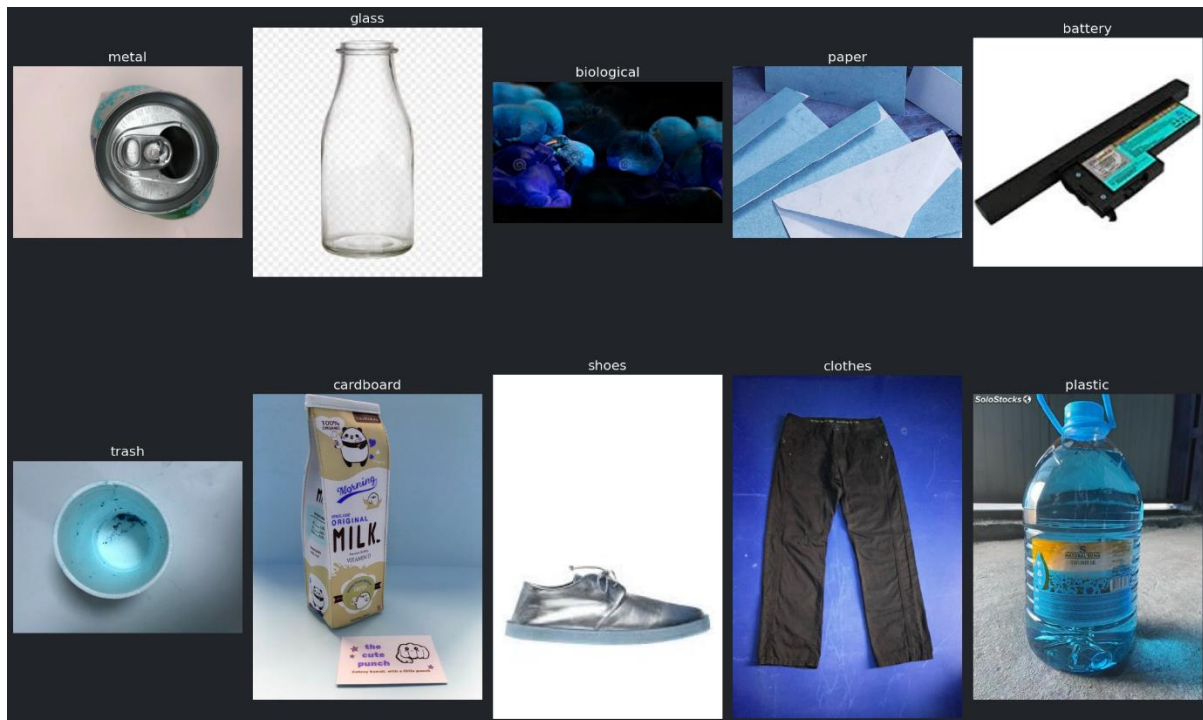 metal
glass
biological
paper
battery
trash
cardboard
100%
ORGANIC
Morning
ORIGINAL
MILK
the
cute
punch
shoes
clothes
plastic
SoloStocks